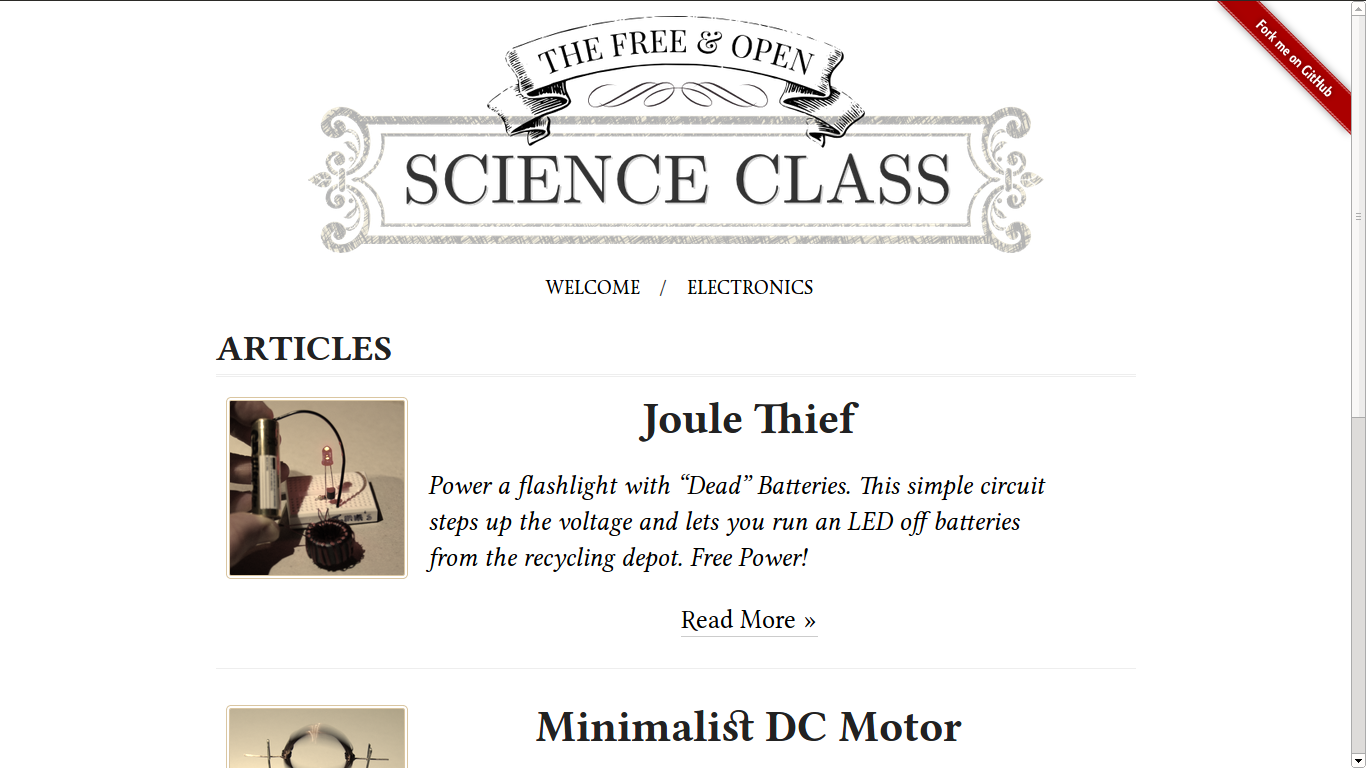 THE FREE & OPEN
SCIENCE CLASS
Fork me on GitHub
WELCOME / ELECTRONICS
ARTICLES
Joule Thief
Power a flashlight with “Dead” Batteries. This simple circuit
steps up the voltage and lets you run an LED off batteries
from the recycling depot. Free Power!
Read More »
Minimalist DC Motor